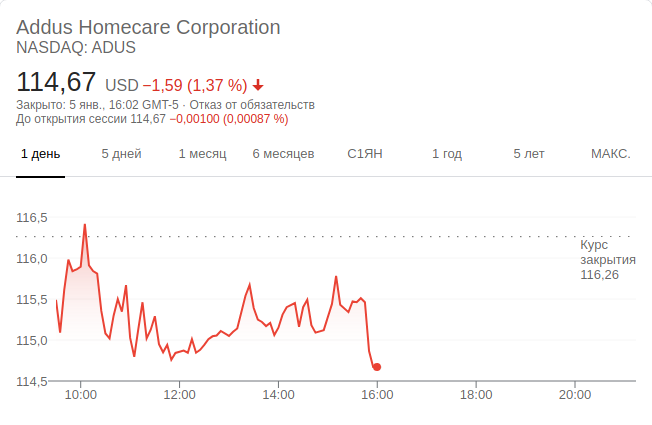 Addus Homecare Corporation
NASDAQ: ADUS
114,67 USD −1,59 (1,37 %)
Закрыто: 5 янв., 16:02 GMT-5 · Отказ от обязательств
До открытия сессии 114,67 −0,00100 (0,00087 %)
1 день 5 дней 1 месяц 6 месяцев С1ЯН 1 год 5 лет МАКС.
116,5
Курс
закрытия
116,26
116,0
115,5
115,0
114,5
10:00 12:00 14:00 16:00 18:00 20:00